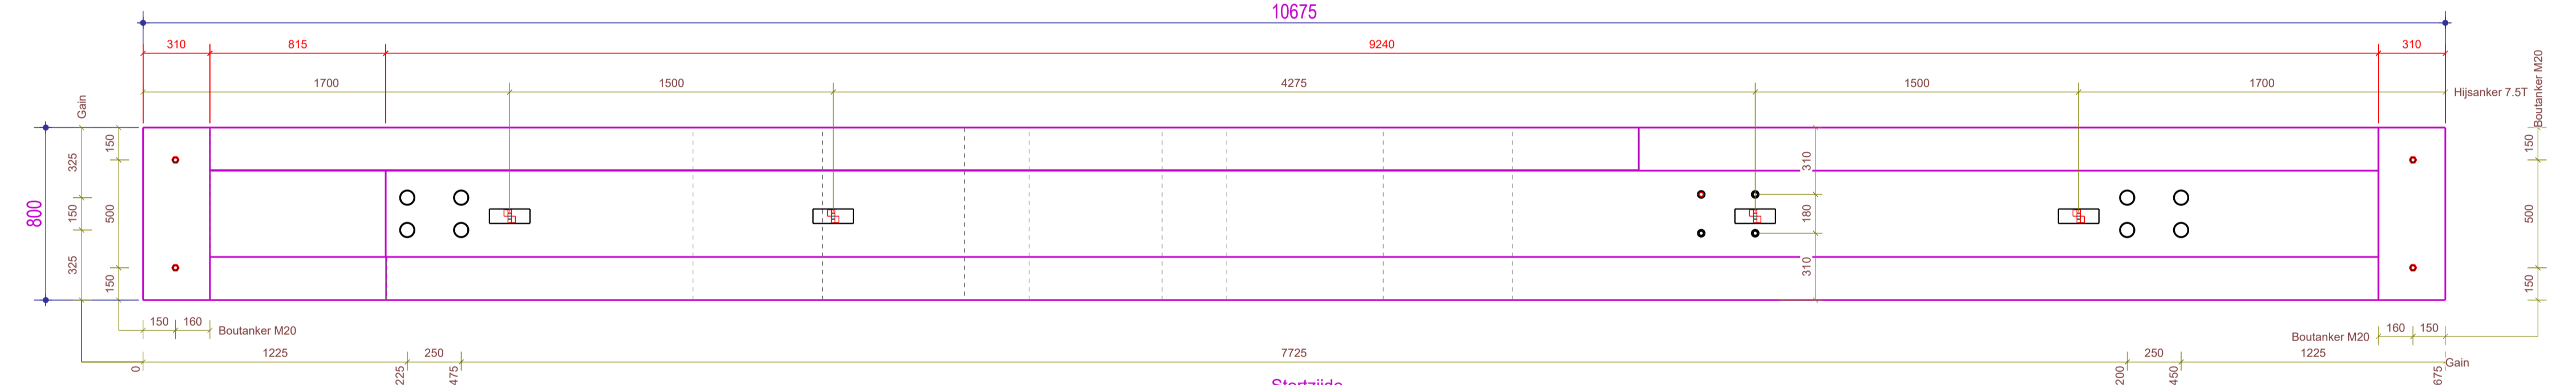 10675
310 815 9240 310
1700 1500 4275 1500 1700 Hijsanker 7.5T
Boutanker M20
Gain
800
325 150 325
150 500 150
310 180 310
150 500 150
150 160 Boutanker M20
Boutanker M20 160 150
1225 250 7725 250 1225
Gain
0 225 475 200 450 675